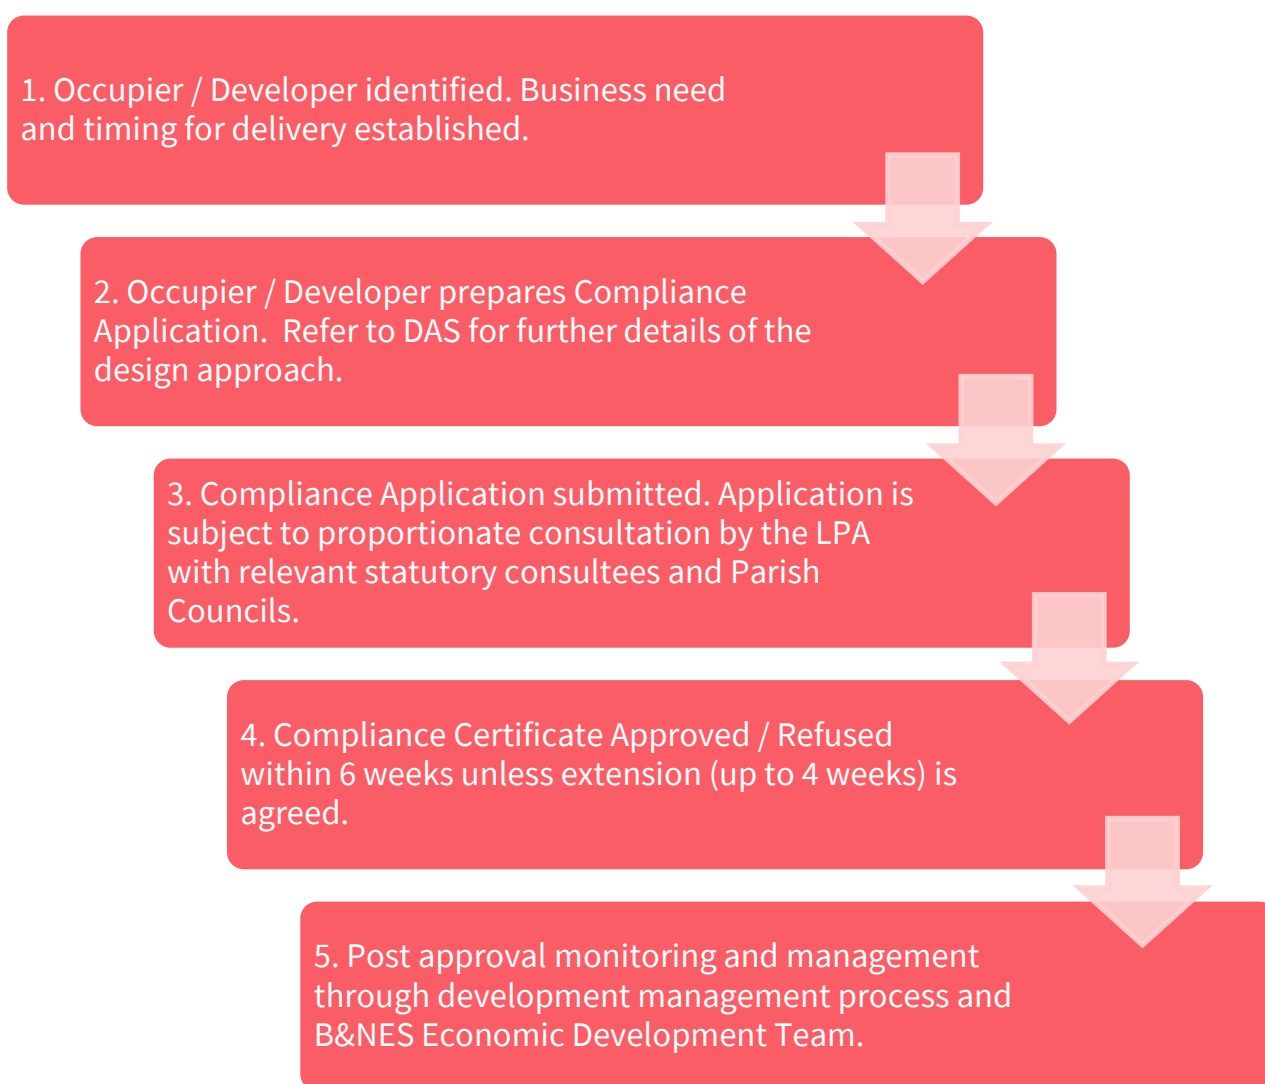 1. Occupier / Developer identified. Business need
and timing for delivery established.
2. Occupier / Developer prepares Compliance
Application.  Refer to DAS for further details of the
design approach.
3. Compliance Application submitted. Application is
subject to proportionate consultation by the LPA
with relevant statutory consultees and Parish
Councils.
4. Compliance Certificate Approved / Refused
within 6 weeks unless extension (up to 4 weeks) is
agreed.
5. Post approval monitoring and management
through development management process and
B&NES Economic Development Team.